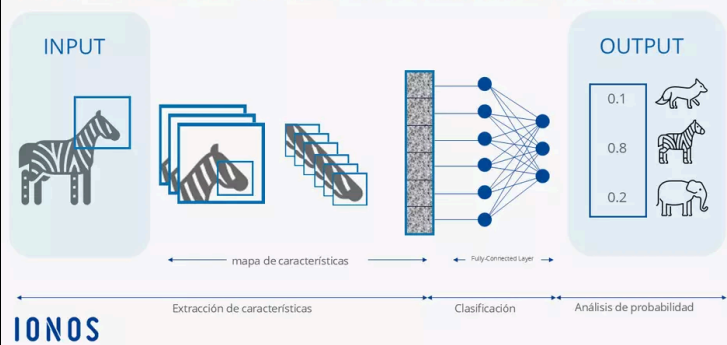 INPUT
OUTPUT
0.1
0.8
0.2
mapa de características
Fully-Connected Layer
Extracción de características
Clasificación
Análisis de probabilidad
IONOS